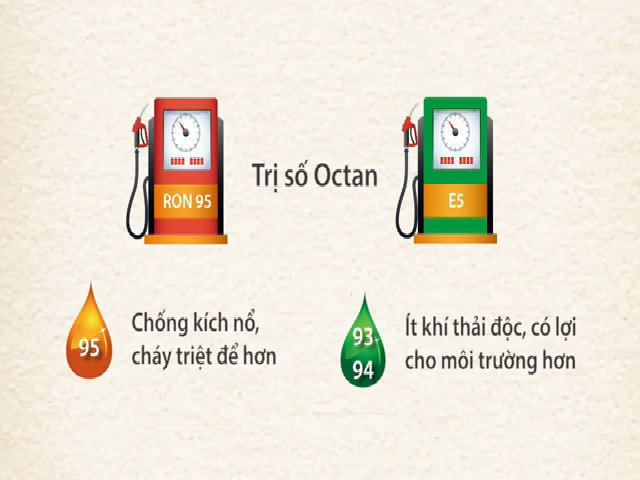 Trị số Octan
RON 95
E5
95
Chống kích nổ,
cháy triệt để hơn
93
94
Ít khí thải độc, có lợi
cho môi trường hơn